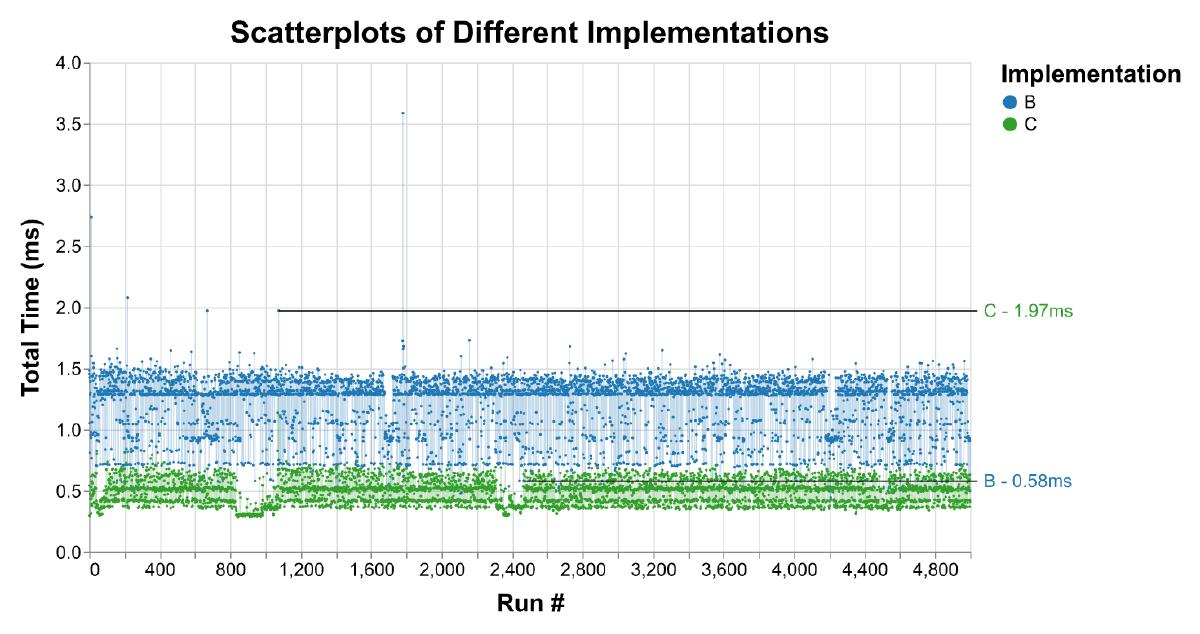 Scatterplots of Different Implementations
Total Time (ms)
4.0
3.5
3.0
2.5
2.0
1.5
1.0
0.5
0.0
0 400 800 1,200 1,600 2,000 2,400 2,800 3,200 3,600 4,000 4,400 4,800
Run #
Implementation
B
C
C - 1.97ms
B - 0.58ms